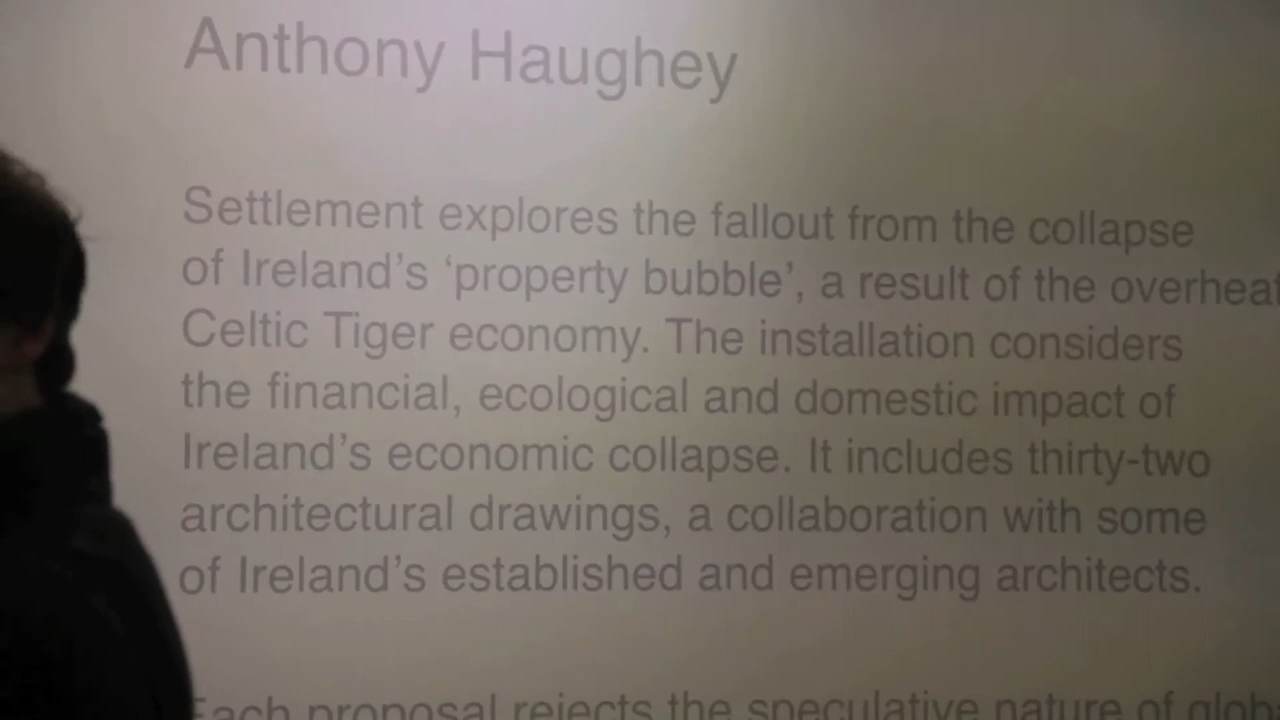 Anthony Haughey
Settlement explores the fallout from the collapse
of Ireland's ‘property bubble’, a result of the
Celtic Tiger economy. The installation considers
the financial, ecological and domestic impact of
Ireland’s economic collapse. It includes thirty-two
architectural drawings, a collaboration with some
of Ireland’s established and emerging architects.
Each proposal rejects the speculative nature of